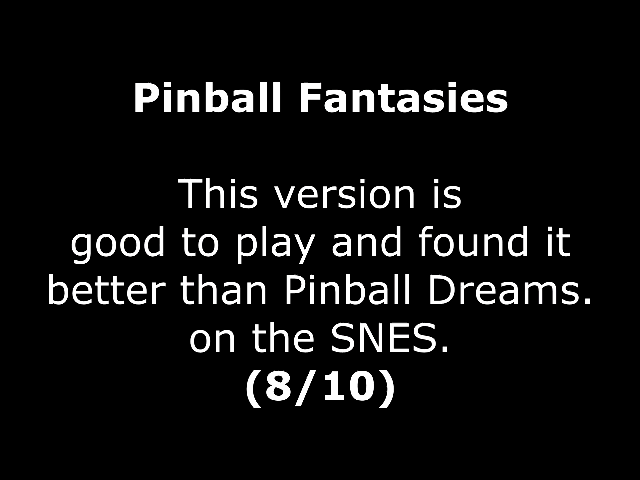 Pinball Fantasies
This version is
good to play and found it
better than Pinball Dreams.
on the SNES.
(8/10)